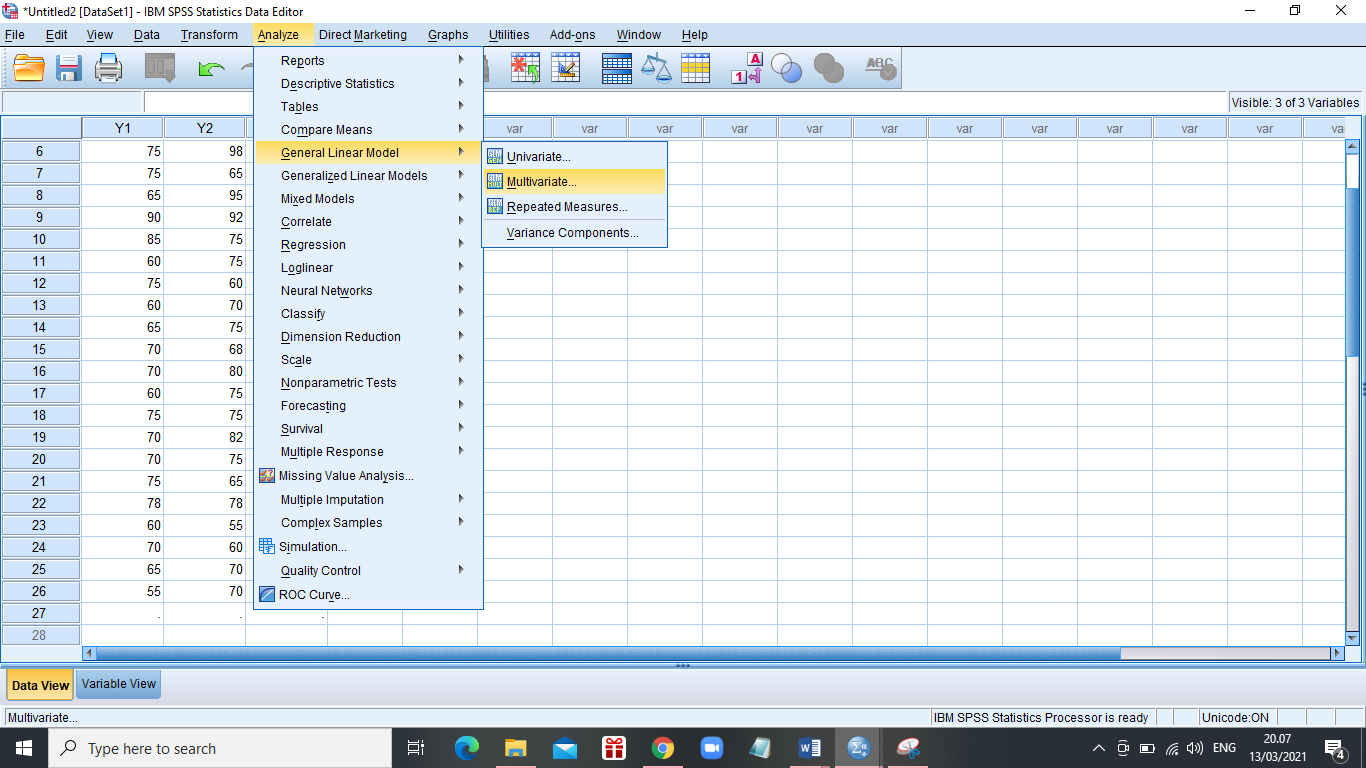 *Untitled2 [DataSet1] - IBM SPSS Statistics Data Editor
File Edit View Data Transform Analyze Direct Marketing Graphs Utilities Add-ons Window Help
1 A ABC
Visible: 3 of 3 Variables
Y1 Y2 var var var var var var var var var var var va
6 75 98
7 75 65
8 65 95
9 90 92
10 85 75
11 60 75
12 75 60
13 60 70
14 65 75
15 70 68
16 70 80
17 60 75
18 75 75
19 70 82
20 70 75
21 75 65
22 78 78
23 60 55
24 70 60
25 65 70
26 55 70
27 . . .
28
Reports
Descriptive Statistics
Tables
Compare Means
General Linear Model
Generalized Linear Models
Mixed Models
Correlate
Regression
Loglinear
Neural Networks
Classify
Dimension Reduction
Scale
Nonparametric Tests
Forecasting
Survival
Multiple Response
Missing Value Analysis...
Multiple Imputation
Complex Samples
Simulation...
Quality Control
ROC Curve...
GLM GEN Univariate...
GLM MULT Multivariate...
GLM REP Repeated Measures...
Variance Components...
Data View Variable View
Multivariate... IBM SPSS Statistics Processor is ready Unicode:ON
Type here to search
W
Σα
ENG
20.07
13/03/2021
4